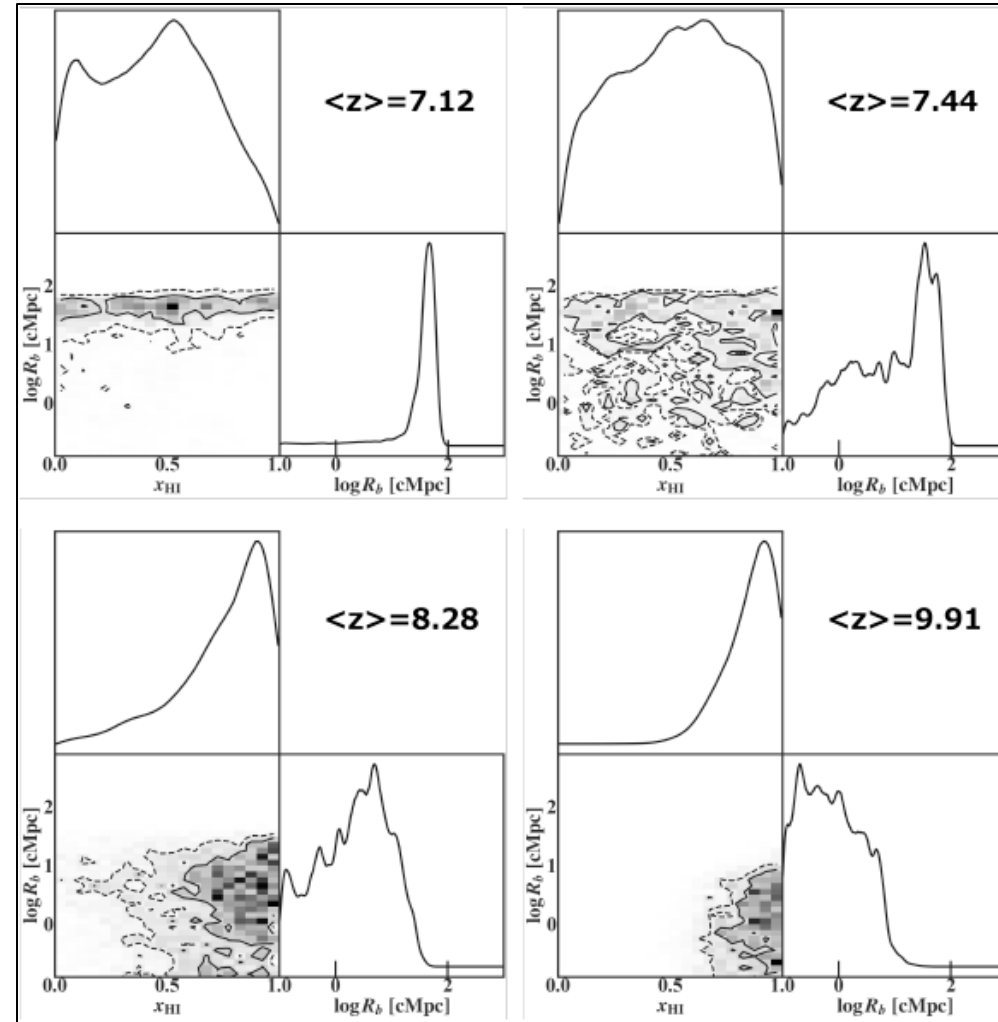 <z>=7.12
log R_b [cMpc]
2
1
0
0.0 0.5 1.0 0 2
x_HI log R_b [cMpc]
<z>=7.44
log R_b [cMpc]
2
1
0
0.0 0.5 1.0 0 2
x_HI log R_b [cMpc]
<z>=8.28
log R_b [cMpc]
2
1
0
0.0 0.5 1.0 0 2
x_HI log R_b [cMpc]
<z>=9.91
log R_b [cMpc]
2
1
0
0.0 0.5 1.0 0 2
x_HI log R_b [cMpc]